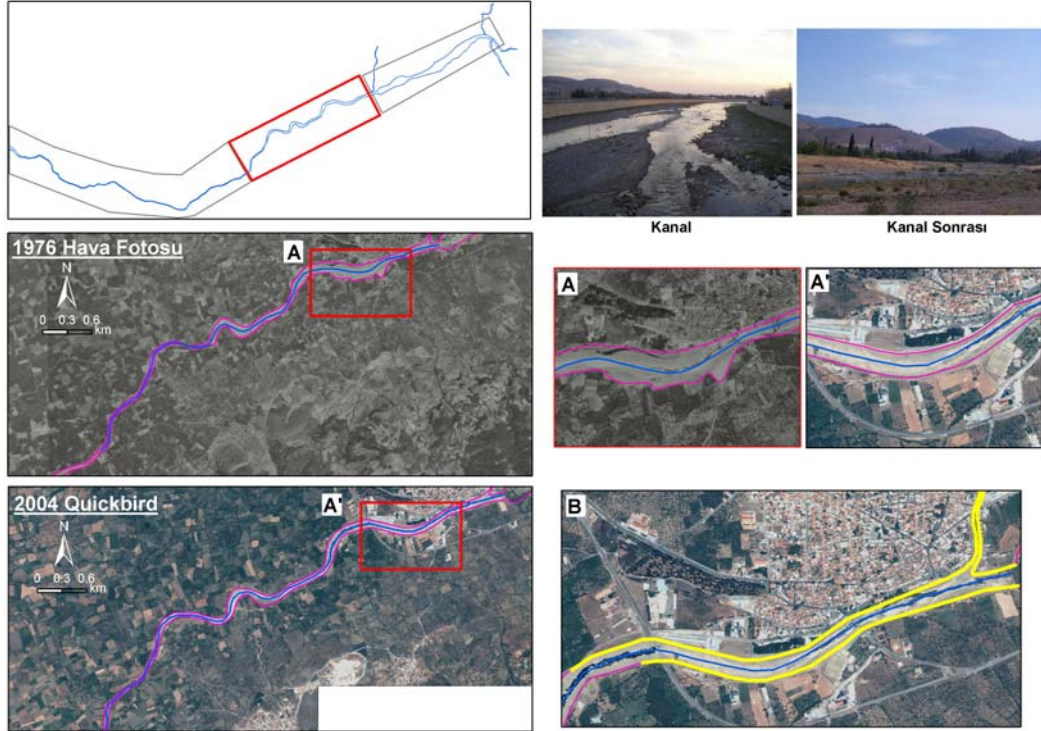 Kanal
Kanal Sonrası
1976 Hava Fotosu
A
N
0 0.3 0.6
km
A
A'
2004 Quickbird
A'
N
0 0.3 0.6
km
B